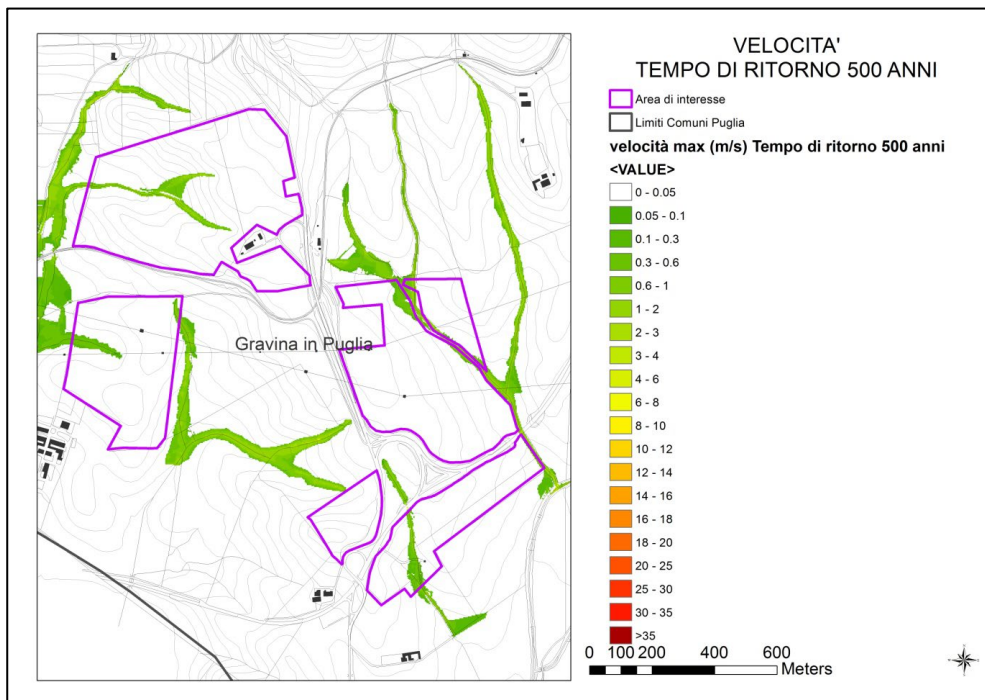 VELOCITA'
TEMPO DI RITORNO 500 ANNI
Area di interesse
Limiti Comuni Puglia
velocità max (m/s) Tempo di ritorno 500 anni
<VALUE>
0 - 0.05
0.05 - 0.1
0.1 - 0.3
0.3 - 0.6
0.6 - 1
1 - 2
2 - 3
3 - 4
4 - 6
6 - 8
8 - 10
10 - 12
12 - 14
14 - 16
16 - 18
18 - 20
20 - 25
25 - 30
30 - 35
>35
Gravina in Puglia
0 100 200 400 600
Meters